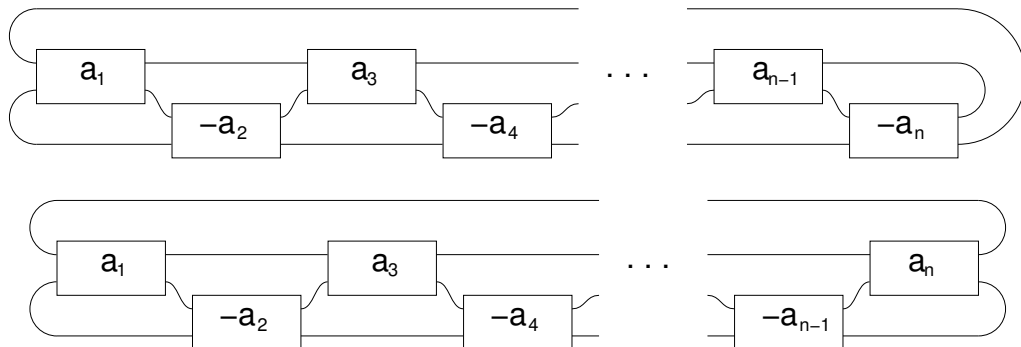 a₁ a₃ . . . aₙ₋₁
−a₂ −a₄ −aₙ
a₁ a₃ . . . aₙ
−a₂ −a₄ −aₙ₋₁